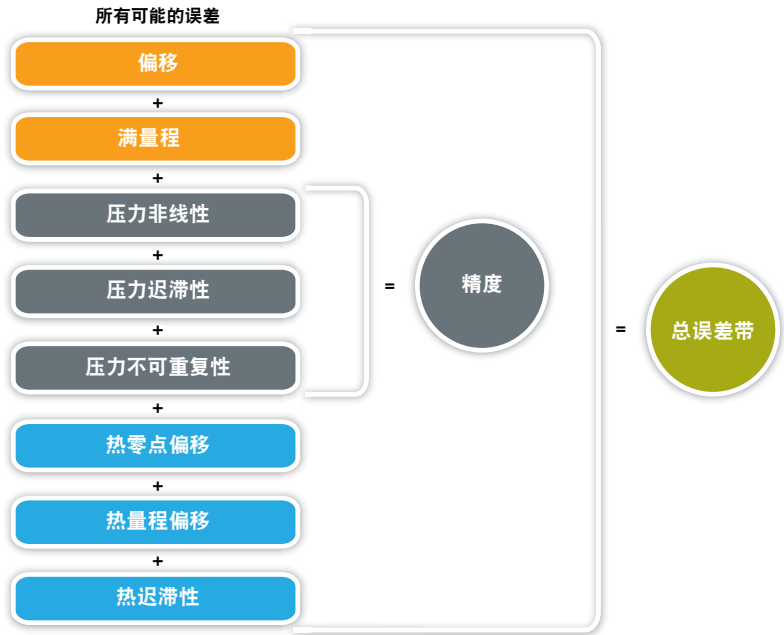 所有可能的误差
偏移
+
满量程
+
压力非线性
+
压力迟滞性
+
压力不可重复性
+
热零点偏移
+
热量程偏移
+
热迟滞性
=
精度
=
总误差带